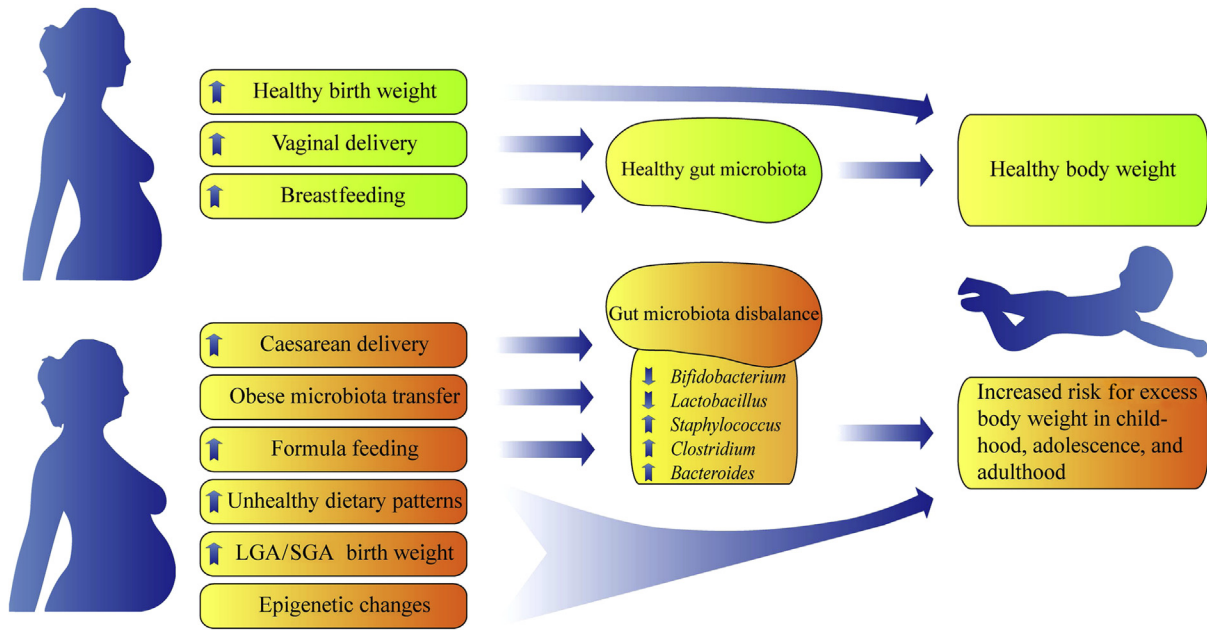 Healthy birth weight
Vaginal delivery
Breastfeeding
Healthy gut microbiota
Healthy body weight
Caesarean delivery
Obese microbiota transfer
Formula feeding
Unhealthy dietary patterns
LGA/SGA birth weight
Epigenetic changes
Gut microbiota disbalance
Bifidobacterium
Lactobacillus
Staphylococcus
Clostridium
Bacteroides
Increased risk for excess
body weight in child-
hood, adolescence, and
adulthood